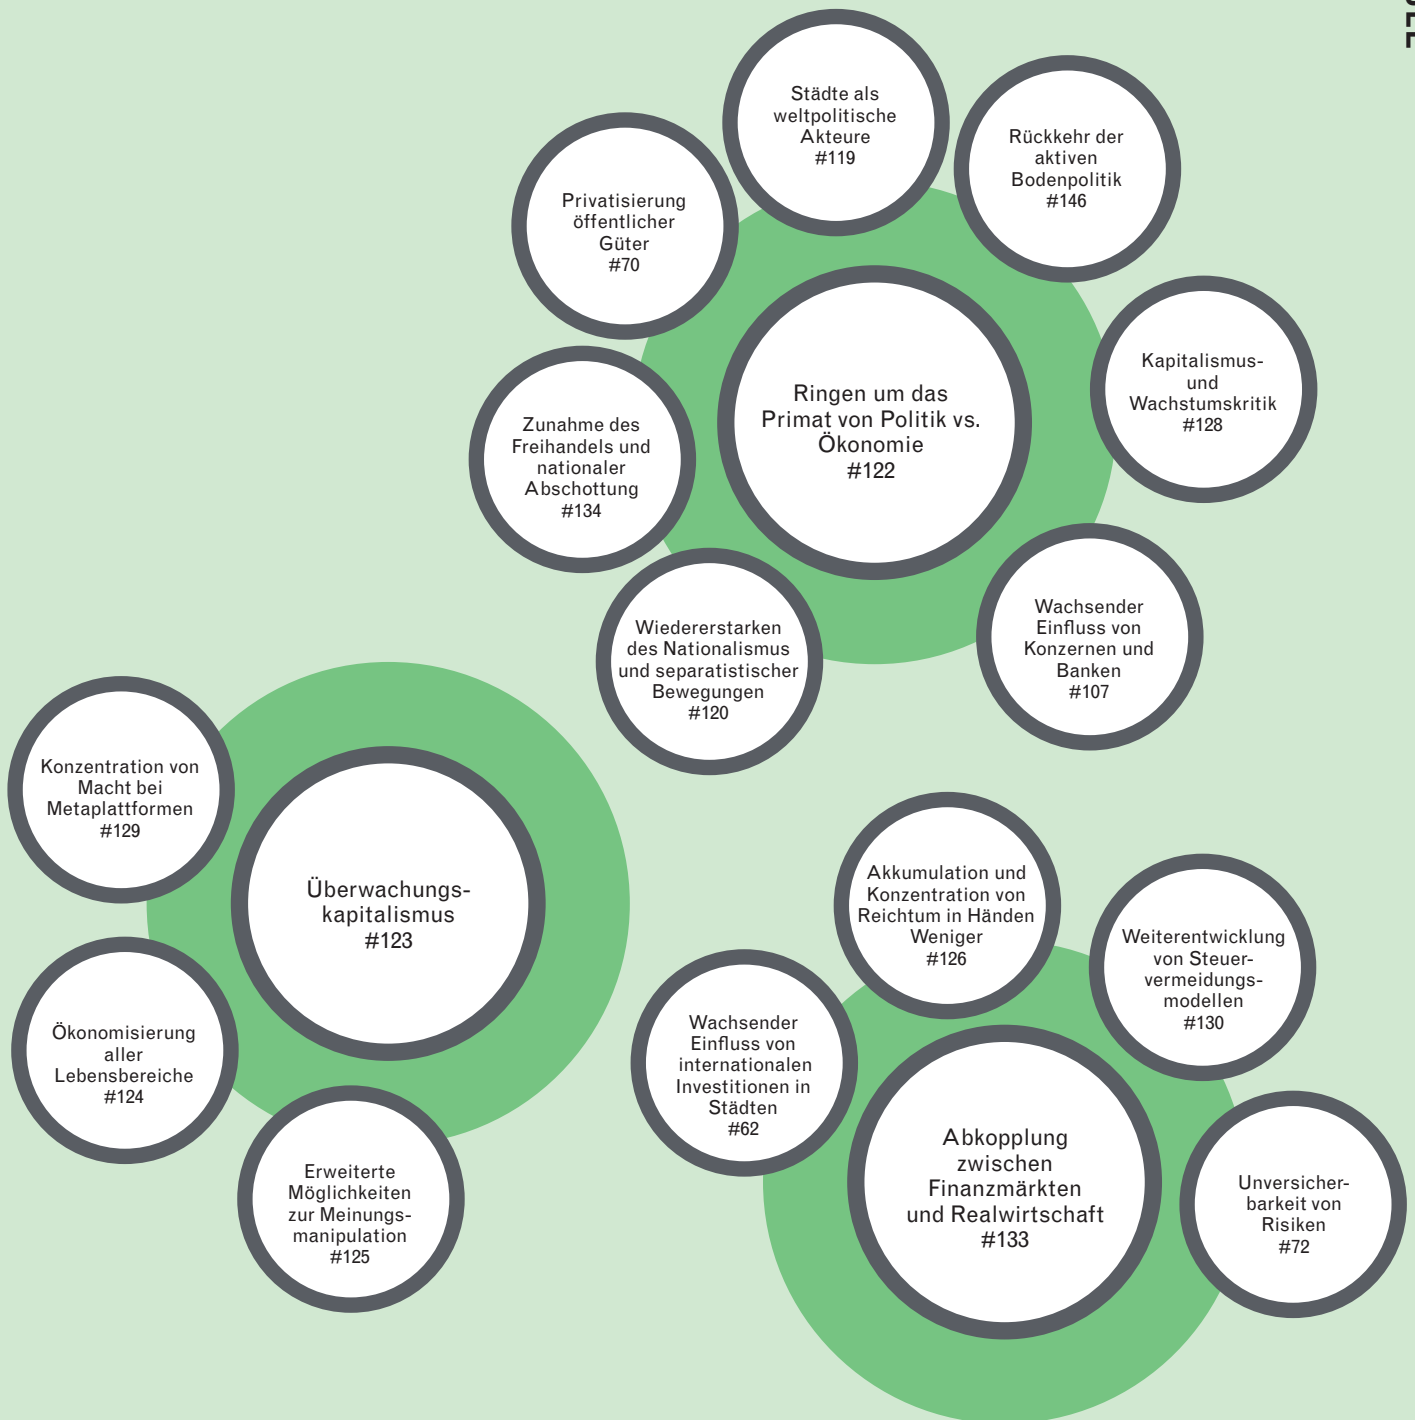 Städte als
weltpolitische
Akteure
#119
Rückkehr der
aktiven
Bodenpolitik
#146
Privatisierung
öffentlicher
Güter
#70
Kapitalismus-
und
Wachstumskritik
#128
Ringen um das
Primat von Politik vs.
Ökonomie
#122
Zunahme des
Freihandels und
nationaler
Abschottung
#134
Wachsender
Einfluss von
Konzernen und
Banken
#107
Wiedererstarken
des Nationalismus
und separatistischer
Bewegungen
#120
Konzentration von
Macht bei
Metaplattformen
#129
Überwachungs-
kapitalismus
#123
Ökonomisierung
aller
Lebensbereiche
#124
Erweiterte
Möglichkeiten
zur Meinungs-
manipulation
#125
Akkumulation und
Konzentration von
Reichtum in Händen
Weniger
#126
Weiterentwicklung
von Steuer-
vermeidungs-
modellen
#130
Wachsender
Einfluss von
internationalen
Investitionen in
Städten
#62
Abkopplung
zwischen
Finanzmärkten
und Realwirtschaft
#133
Unversicher-
barkeit von
Risiken
#72